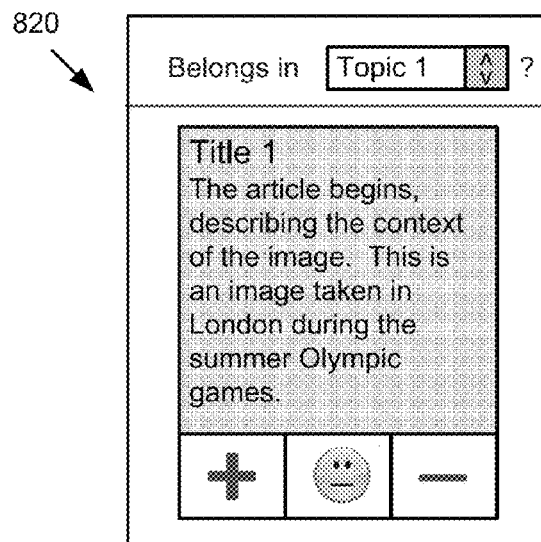 820
Belongs in Topic 1 ?
Title 1
The article begins,
describing the context
of the image. This is
an image taken in
London during the
summer Olympic
games.